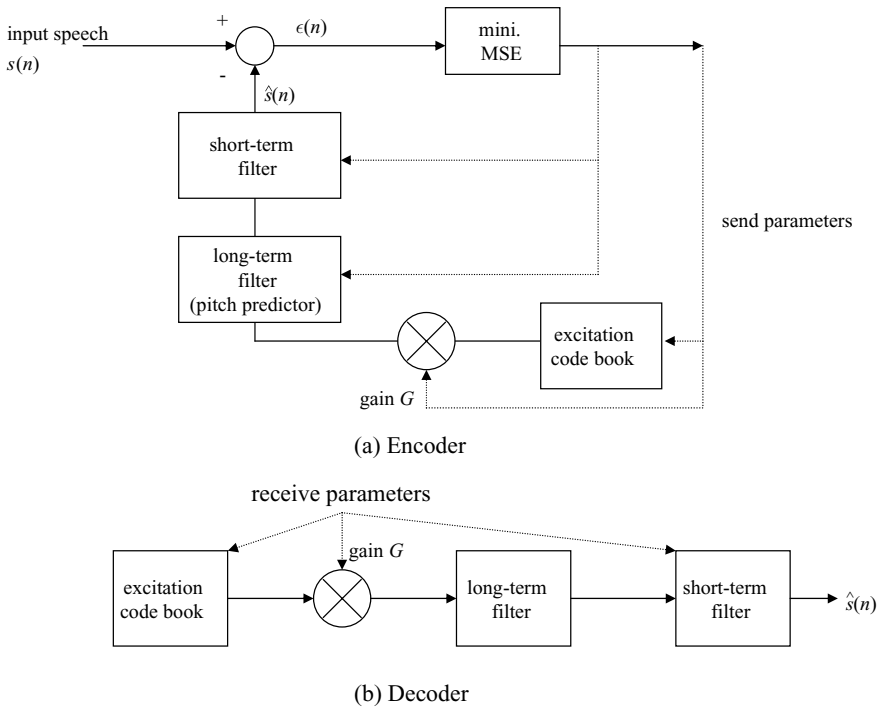 input speech
s(n)
+
-
ϵ(n)
mini.
MSE
ŝ(n)
short-term
filter
send parameters
long-term
filter
(pitch predictor)
excitation
code book
gain G
(a) Encoder
receive parameters
gain G
excitation
code book
long-term
filter
short-term
filter
ŝ(n)
(b) Decoder